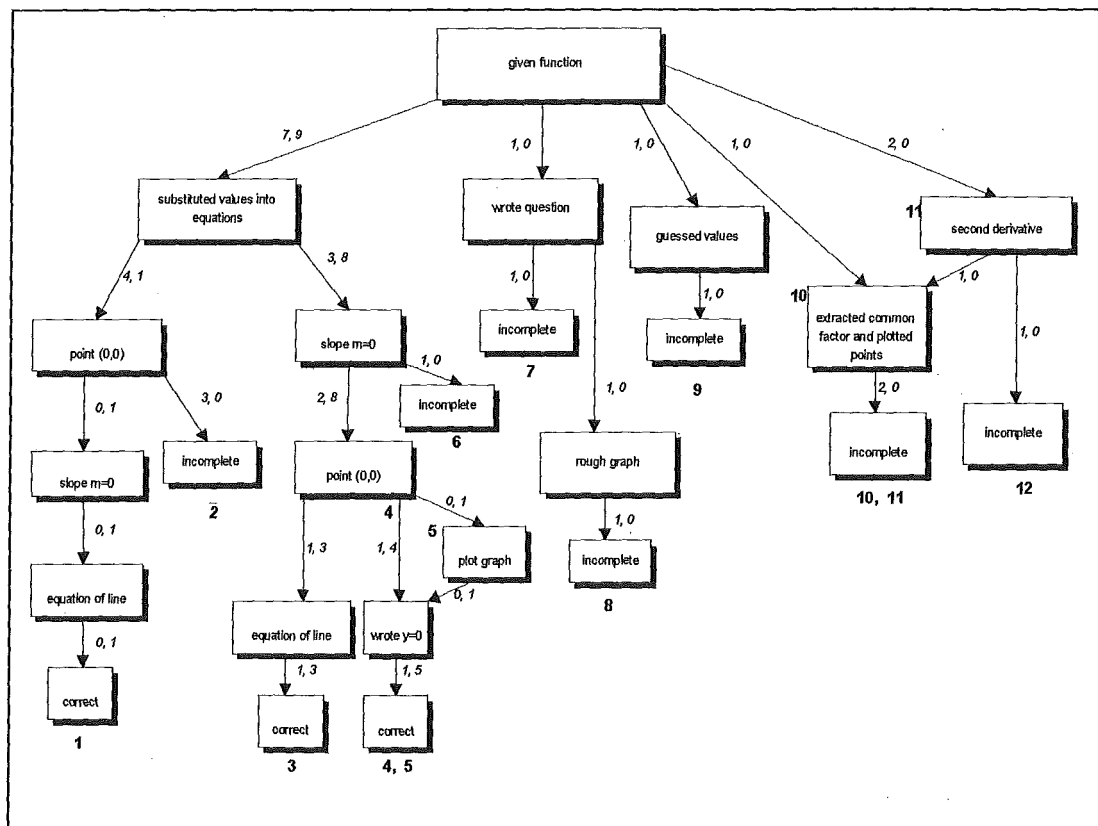 given function
7, 9
1, 0
1, 0
1, 0
2, 0
substituted values into
equations
wrote question
guessed values
11
second derivative
4, 1
3, 8
1, 0
1, 0
10
1, 0
extracted common
factor and plotted
points
point (0,0)
slope m=0
incomplete
7
incomplete
9
1, 0
1, 0
0, 1
3, 0
2, 8
1, 0
incomplete
6
1, 0
2, 0
slope m=0
incomplete
2
point (0,0)
4
rough graph
incomplete
10, 11
incomplete
12
0, 1
5
0, 1
1, 3
1, 4
plot graph
1, 0
incomplete
8
equation of line
0, 1
equation of line
wrote y=0
0, 1
1, 3
1, 5
correct
1
correct
3
correct
4, 5